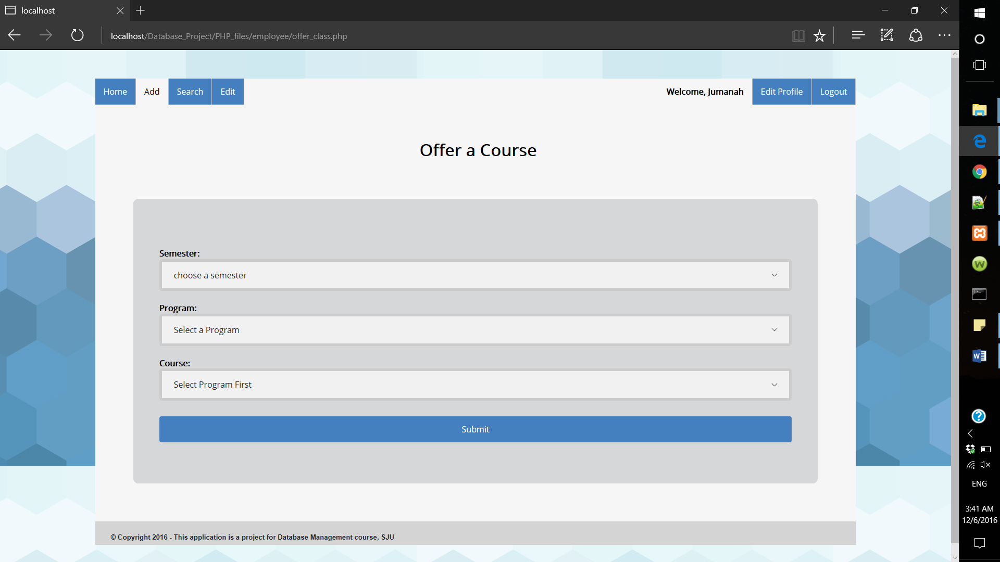 localhost
localhost/Database_Project/PHP_files/employee/offer_class.php
Home Add Search Edit Welcome, Jumanah Edit Profile Logout
Offer a Course
Semester:
choose a semester
Program:
Select a Program
Course:
Select Program First
Submit
© Copyright 2016 - This application is a project for Database Management course, SJU
ENG
3:41 AM
12/6/2016